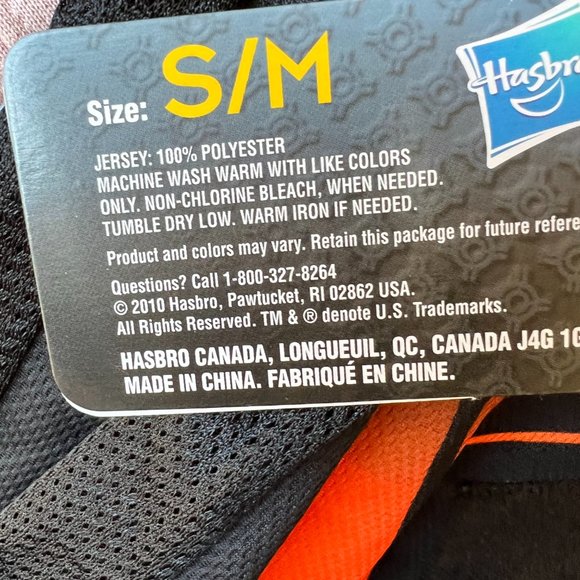 Size: S/M
Hasbro
JERSEY: 100% POLYESTER
MACHINE WASH WARM WITH LIKE COLORS
ONLY. NON-CHLORINE BLEACH, WHEN NEEDED.
TUMBLE DRY LOW. WARM IRON IF NEEDED.
Product and colors may vary. Retain this package for future refere
Questions? Call 1-800-327-8264
© 2010 Hasbro, Pawtucket, RI 02862 USA.
All Rights Reserved. TM & ® denote U.S. Trademarks.
HASBRO CANADA, LONGUEUIL, QC, CANADA J4G 1G
MADE IN CHINA. FABRIQUÉ EN CHINE.